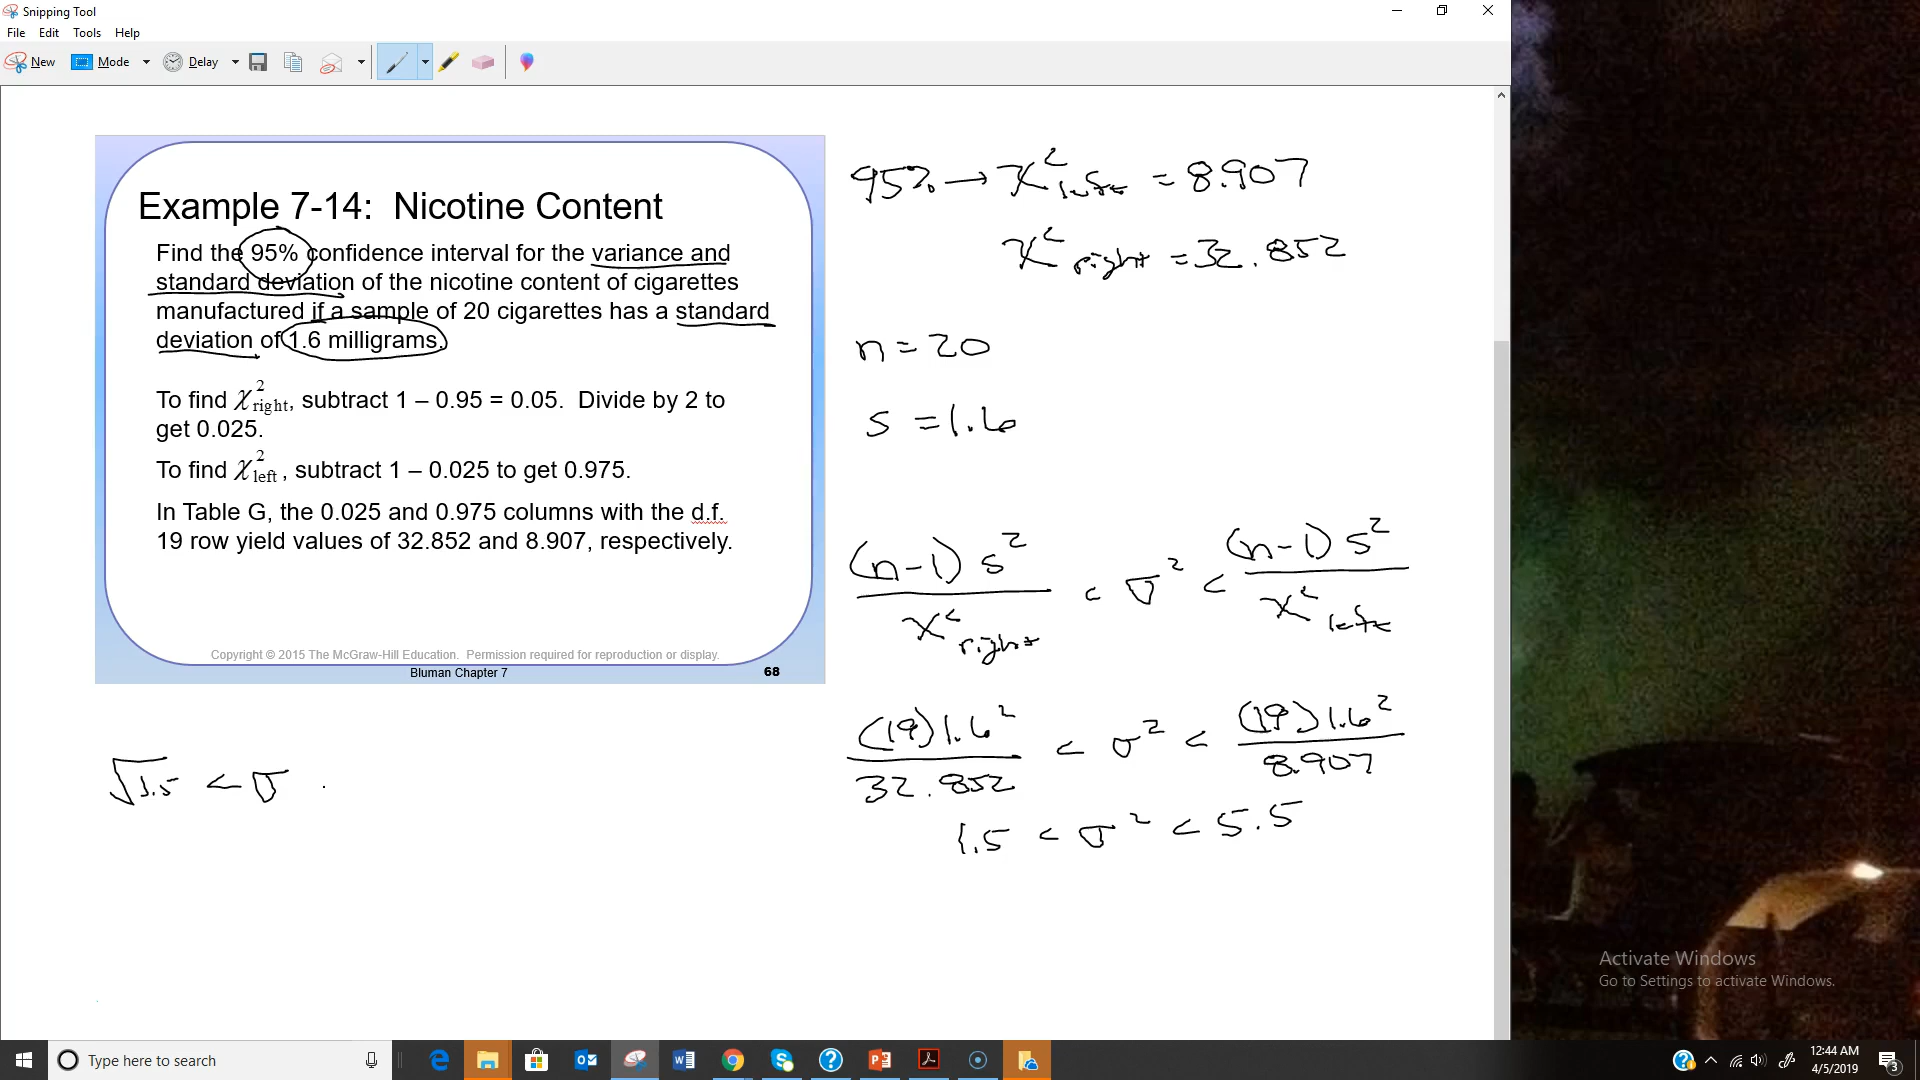 Snipping Tool
File Edit Tools Help
New Mode Delay
Example 7-14: Nicotine Content
Find the 95% confidence interval for the variance and
standard deviation of the nicotine content of cigarettes
manufactured if a sample of 20 cigarettes has a standard
deviation of 1.6 milligrams.
To find χ²right, subtract 1 – 0.95 = 0.05. Divide by 2 to
get 0.025.
To find χ²left, subtract 1 – 0.025 to get 0.975.
In Table G, the 0.025 and 0.975 columns with the d.f.
19 row yield values of 32.852 and 8.907, respectively.
Copyright © 2015 The McGraw-Hill Education. Permission required for reproduction or display.
Bluman Chapter 7 68
95% → χ²left = 8.907
χ²right = 32.852
n = 20
s = 1.6
(n-1) s² / χ²right < σ² < (n-1) s² / χ²left
(19) 1.6² / 32.852 < σ² < (19) 1.6² / 8.907
1.5 < σ² < 5.5
√1.5 < σ
Activate Windows
Go to Settings to activate Windows.
Type here to search
12:44 AM
4/5/2019
3